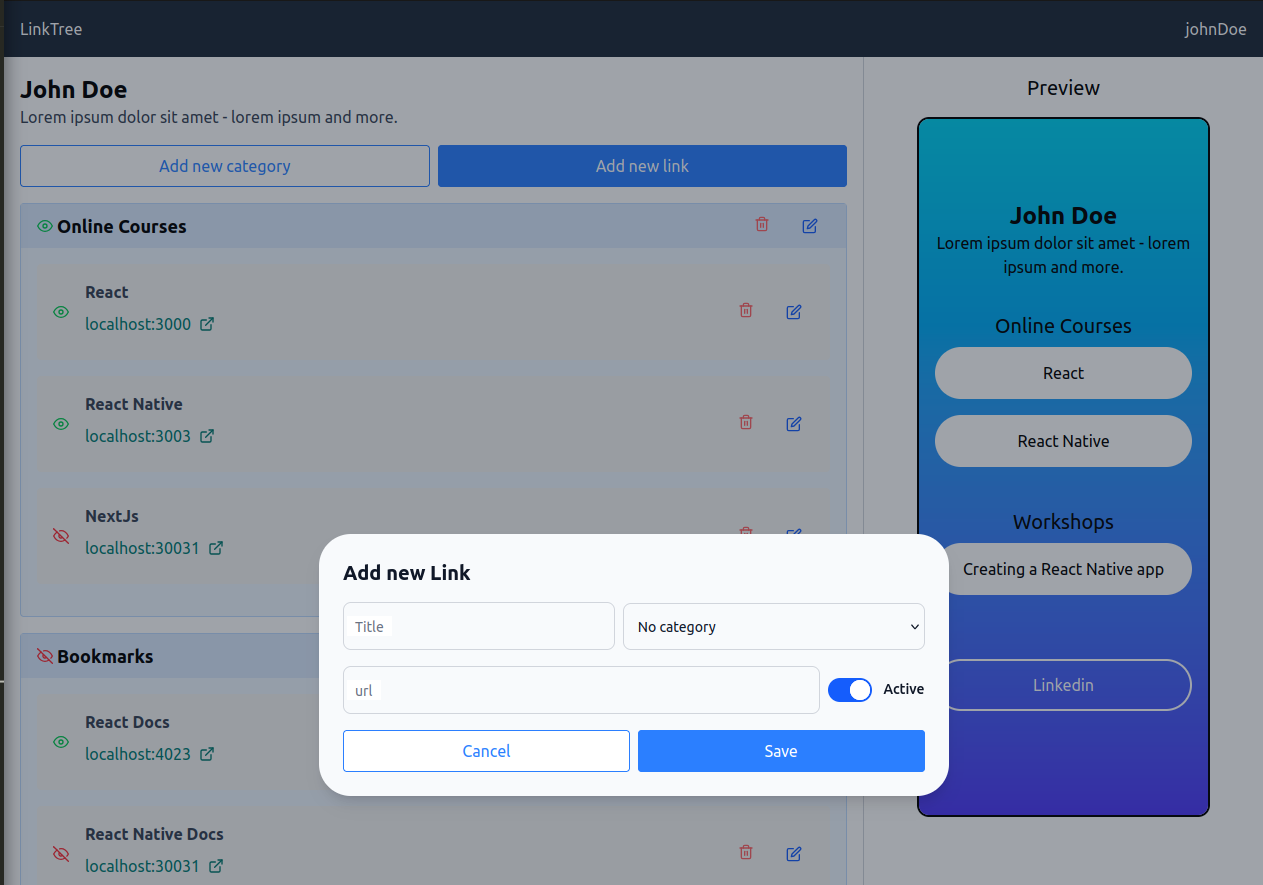 LinkTree
johnDoe
John Doe
Lorem ipsum dolor sit amet - lorem ipsum and more.
Add new category
Add new link
Online Courses
React
localhost:3000
React Native
localhost:3003
NextJs
localhost:30031
Bookmarks
React Docs
localhost:4023
React Native Docs
localhost:30031
Add new Link
Title
No category
url
Active
Cancel
Save
Preview
John Doe
Lorem ipsum dolor sit amet - lorem
ipsum and more.
Online Courses
React
React Native
Workshops
Creating a React Native app
Linkedin